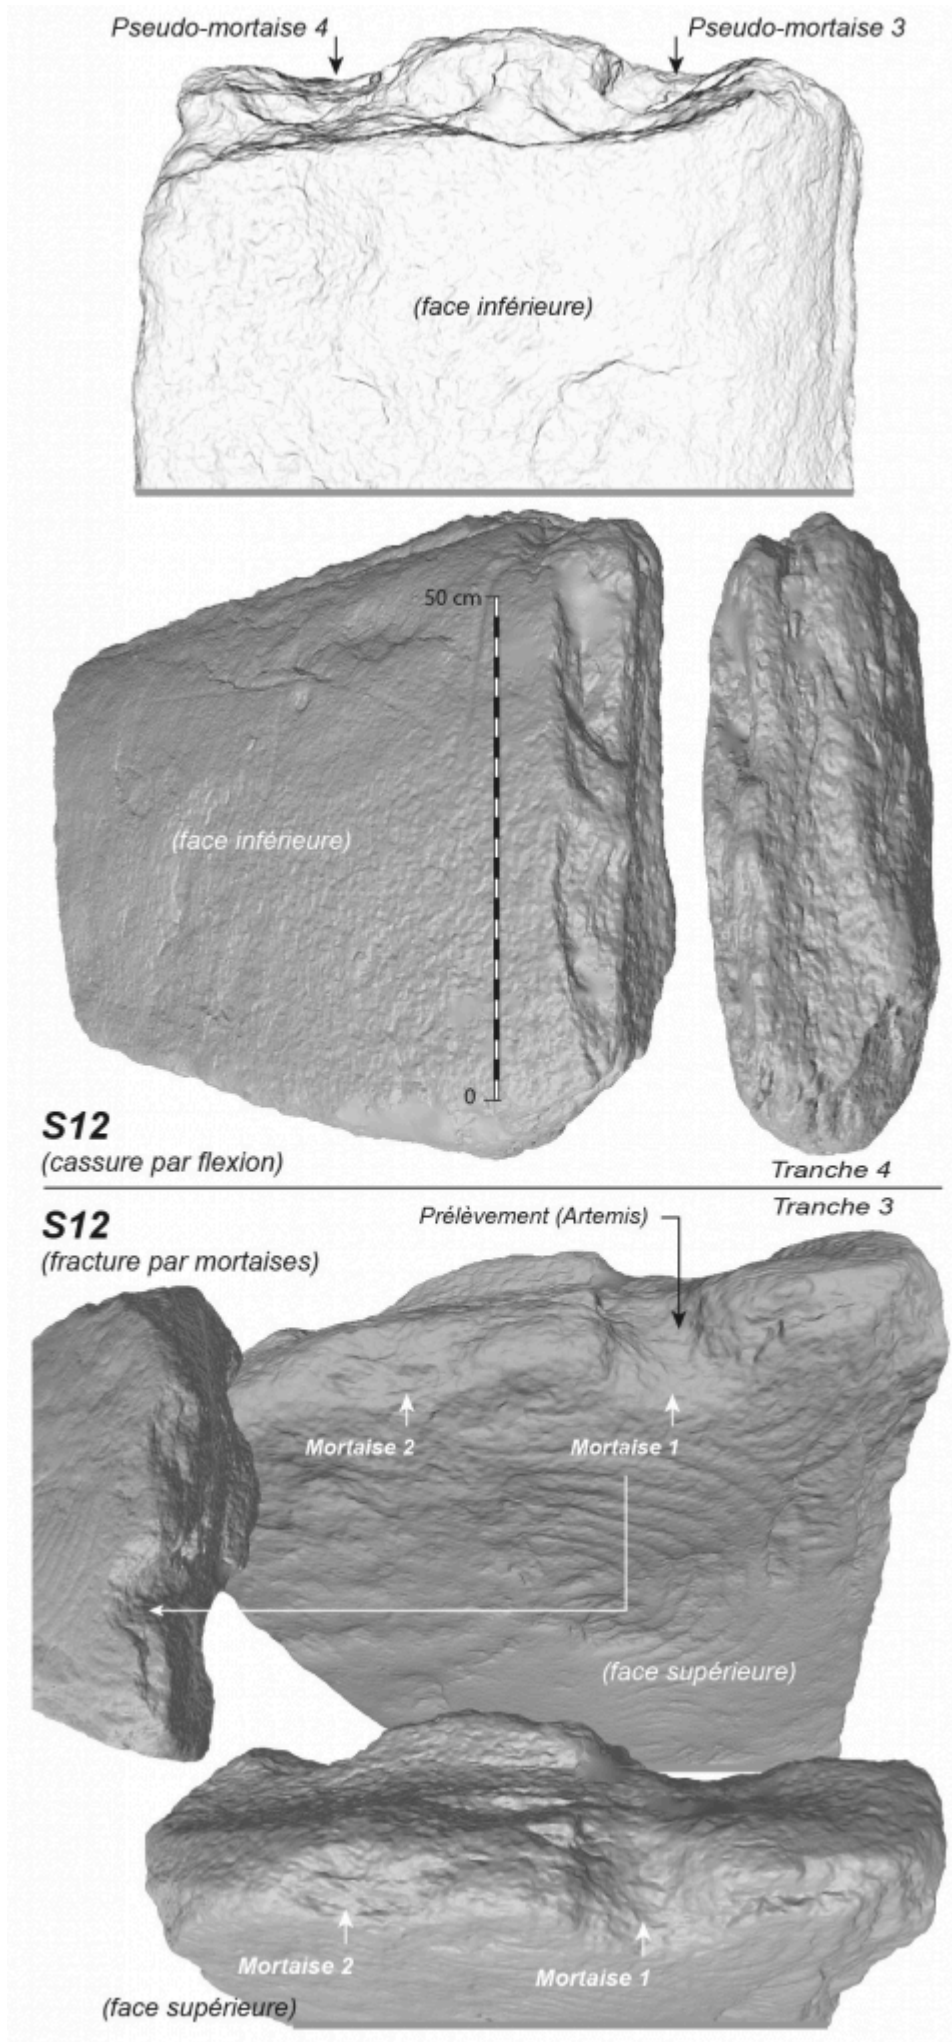 Pseudo-mortaise 4
Pseudo-mortaise 3
(face inférieure)
50 cm
(face inférieure)
0
S12
(cassure par flexion)
Tranche 4
Tranche 3
S12
(fracture par mortaises)
Prélèvement (Artemis)
Mortaise 2
Mortaise 1
(face supérieure)
Mortaise 2
Mortaise 1
(face supérieure)